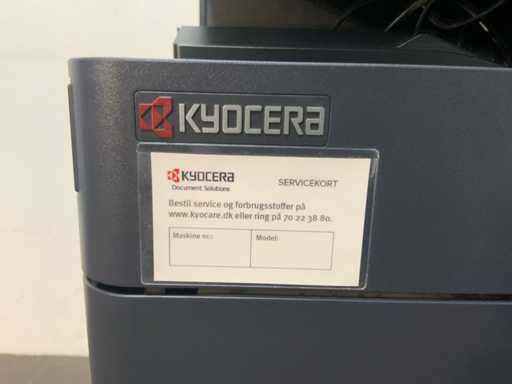 KYOCERA
KYOCERA
Document Solutions
SERVICEKORT
Bestil service og forbrugsstoffer på
www.kyocare.dk eller ring på 70 22 38 80.
Maskine nr.:
Model: